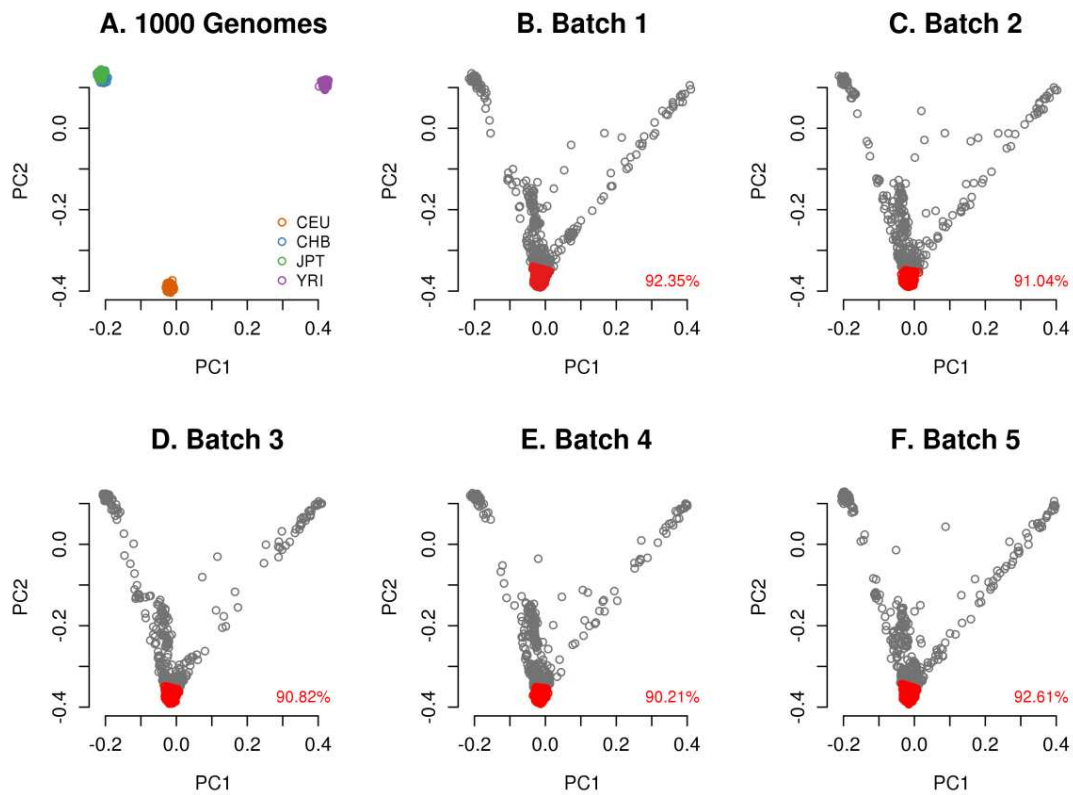 A. 1000 Genomes
B. Batch 1
C. Batch 2
PC2
0.0
-0.2
-0.4
CEU
CHB
JPT
YRI
-0.2 0.0 0.2 0.4
PC1
PC2
0.0
-0.2
-0.4
92.35%
-0.2 0.0 0.2 0.4
PC1
PC2
0.0
-0.2
-0.4
91.04%
-0.2 0.0 0.2 0.4
PC1
D. Batch 3
E. Batch 4
F. Batch 5
PC2
0.0
-0.2
-0.4
90.82%
-0.2 0.0 0.2 0.4
PC1
PC2
0.0
-0.2
-0.4
90.21%
-0.2 0.0 0.2 0.4
PC1
PC2
0.0
-0.2
-0.4
92.61%
-0.2 0.0 0.2 0.4
PC1